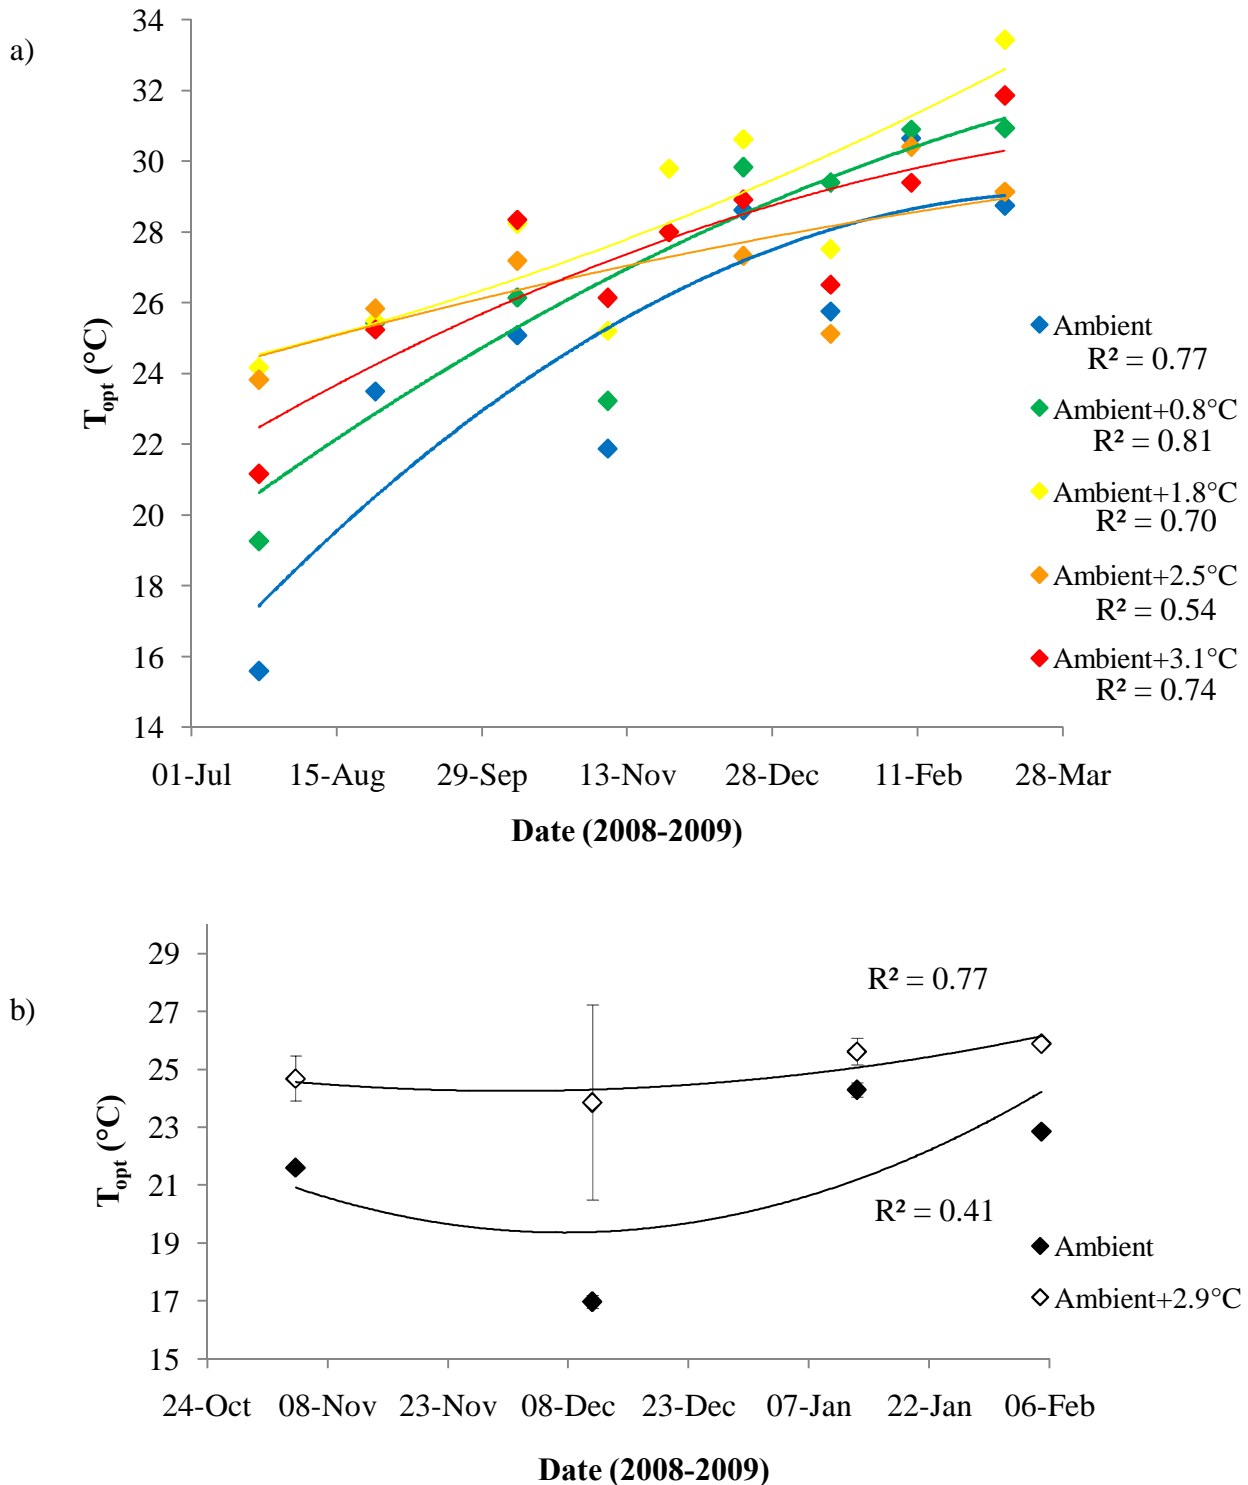 a)
34
32
30
28
26
24
22
20
18
16
14
T_opt (°C)
01-Jul 15-Aug 29-Sep 13-Nov 28-Dec 11-Feb 28-Mar
Date (2008-2009)
Ambient
R² = 0.77
Ambient+0.8°C
R² = 0.81
Ambient+1.8°C
R² = 0.70
Ambient+2.5°C
R² = 0.54
Ambient+3.1°C
R² = 0.74
b)
29
27
25
23
21
19
17
15
T_opt (°C)
R² = 0.77
R² = 0.41
Ambient
Ambient+2.9°C
24-Oct 08-Nov 23-Nov 08-Dec 23-Dec 07-Jan 22-Jan 06-Feb
Date (2008-2009)